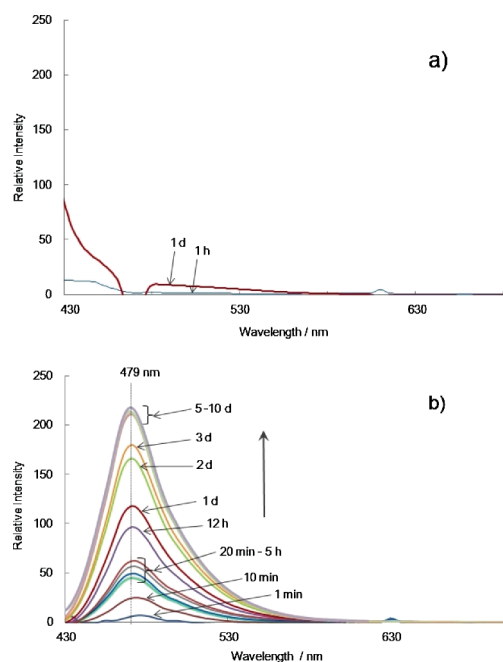 250
a)
200
150
Relative Intensity
100
50
1 d
1 h
0
430
530
630
Wavelength / nm
479 nm
250
b)
5 -10 d
200
3 d
2 d
150
Relative Intensity
1 d
100
12 h
20 min - 5 h
50
10 min
1 min
0
430
530
630
Wavelength / nm